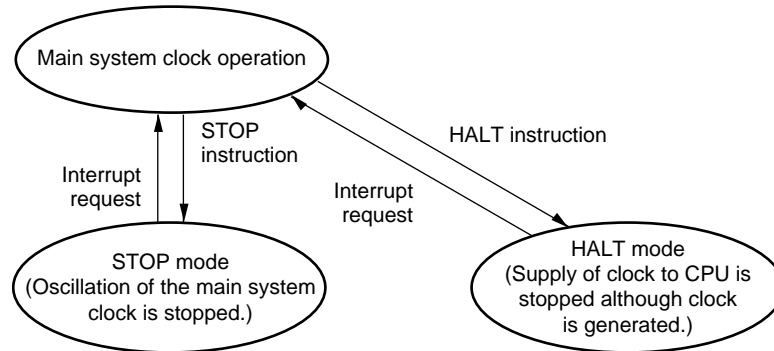 Main system clock operation
STOP
instruction
HALT instruction
Interrupt
request
Interrupt
request
STOP mode
(Oscillation of the main system
clock is stopped.)
HALT mode
(Supply of clock to CPU is
stopped although clock
is generated.)